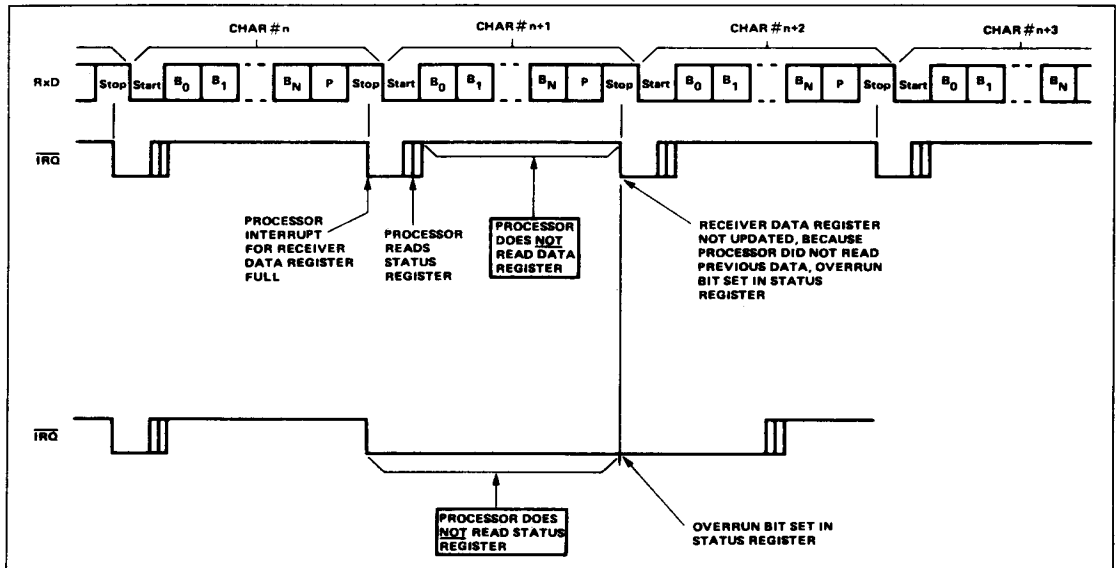 CHAR#n CHAR#n+1 CHAR#n+2 CHAR#n+3
RxD Stop Start B0 B1 BN P Stop Start B0 B1 BN P Stop Start B0 B1 BN P Stop Start B0 B1 BN
IRQ
PROCESSOR
INTERRUPT
FOR RECEIVER
DATA REGISTER
FULL
PROCESSOR
READS
STATUS
REGISTER
PROCESSOR
DOES NOT
READ DATA
REGISTER
RECEIVER DATA REGISTER
NOT UPDATED, BECAUSE
PROCESSOR DID NOT READ
PREVIOUS DATA, OVERRUN
BIT SET IN STATUS
REGISTER
IRQ
PROCESSOR DOES
NOT READ STATUS
REGISTER
OVERRUN BIT SET IN
STATUS REGISTER